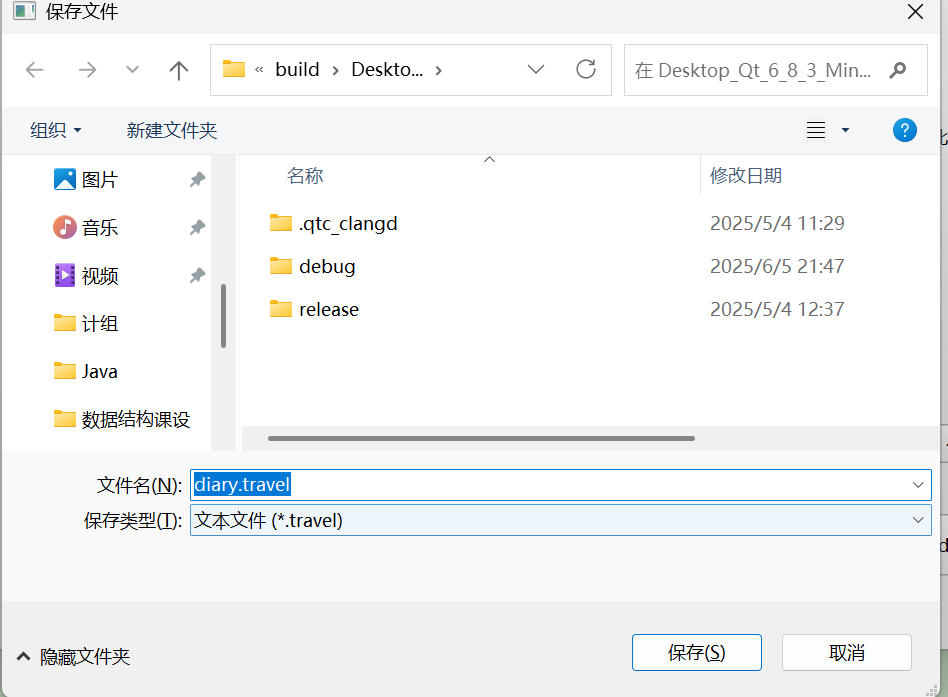 保存文件
« build › Deskto... ›
在 Desktop_Qt_6_8_3_Min...
组织
新建文件夹
?
图片
音乐
视频
计组
Java
数据结构课设
名称
修改日期
.qtc_clangd
2025/5/4 11:29
debug
2025/6/5 21:47
release
2025/5/4 12:37
文件名(N):
diary.travel
保存类型(T):
文本文件 (*.travel)
隐藏文件夹
保存(S)
取消